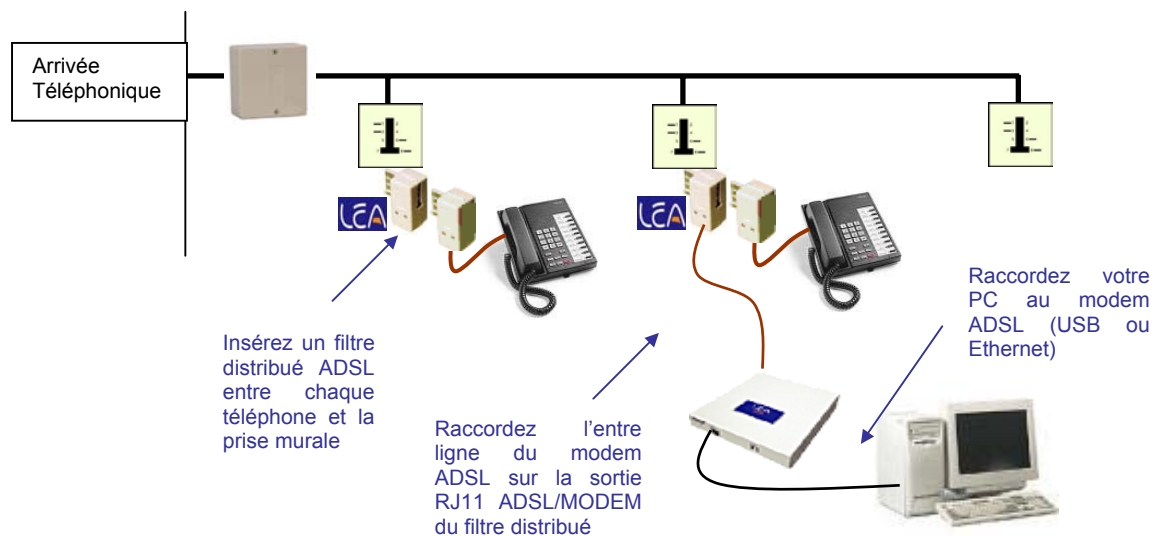 Arrivée
Téléphonique
LEA
LEA
Raccordez votre
PC au modem
ADSL (USB ou
Ethernet)
Insérez un filtre
distribué ADSL
entre chaque
téléphone et la
prise murale
Raccordez l'entre
ligne du modem
ADSL sur la sortie
RJ11 ADSL/MODEM
du filtre distribué
LEA